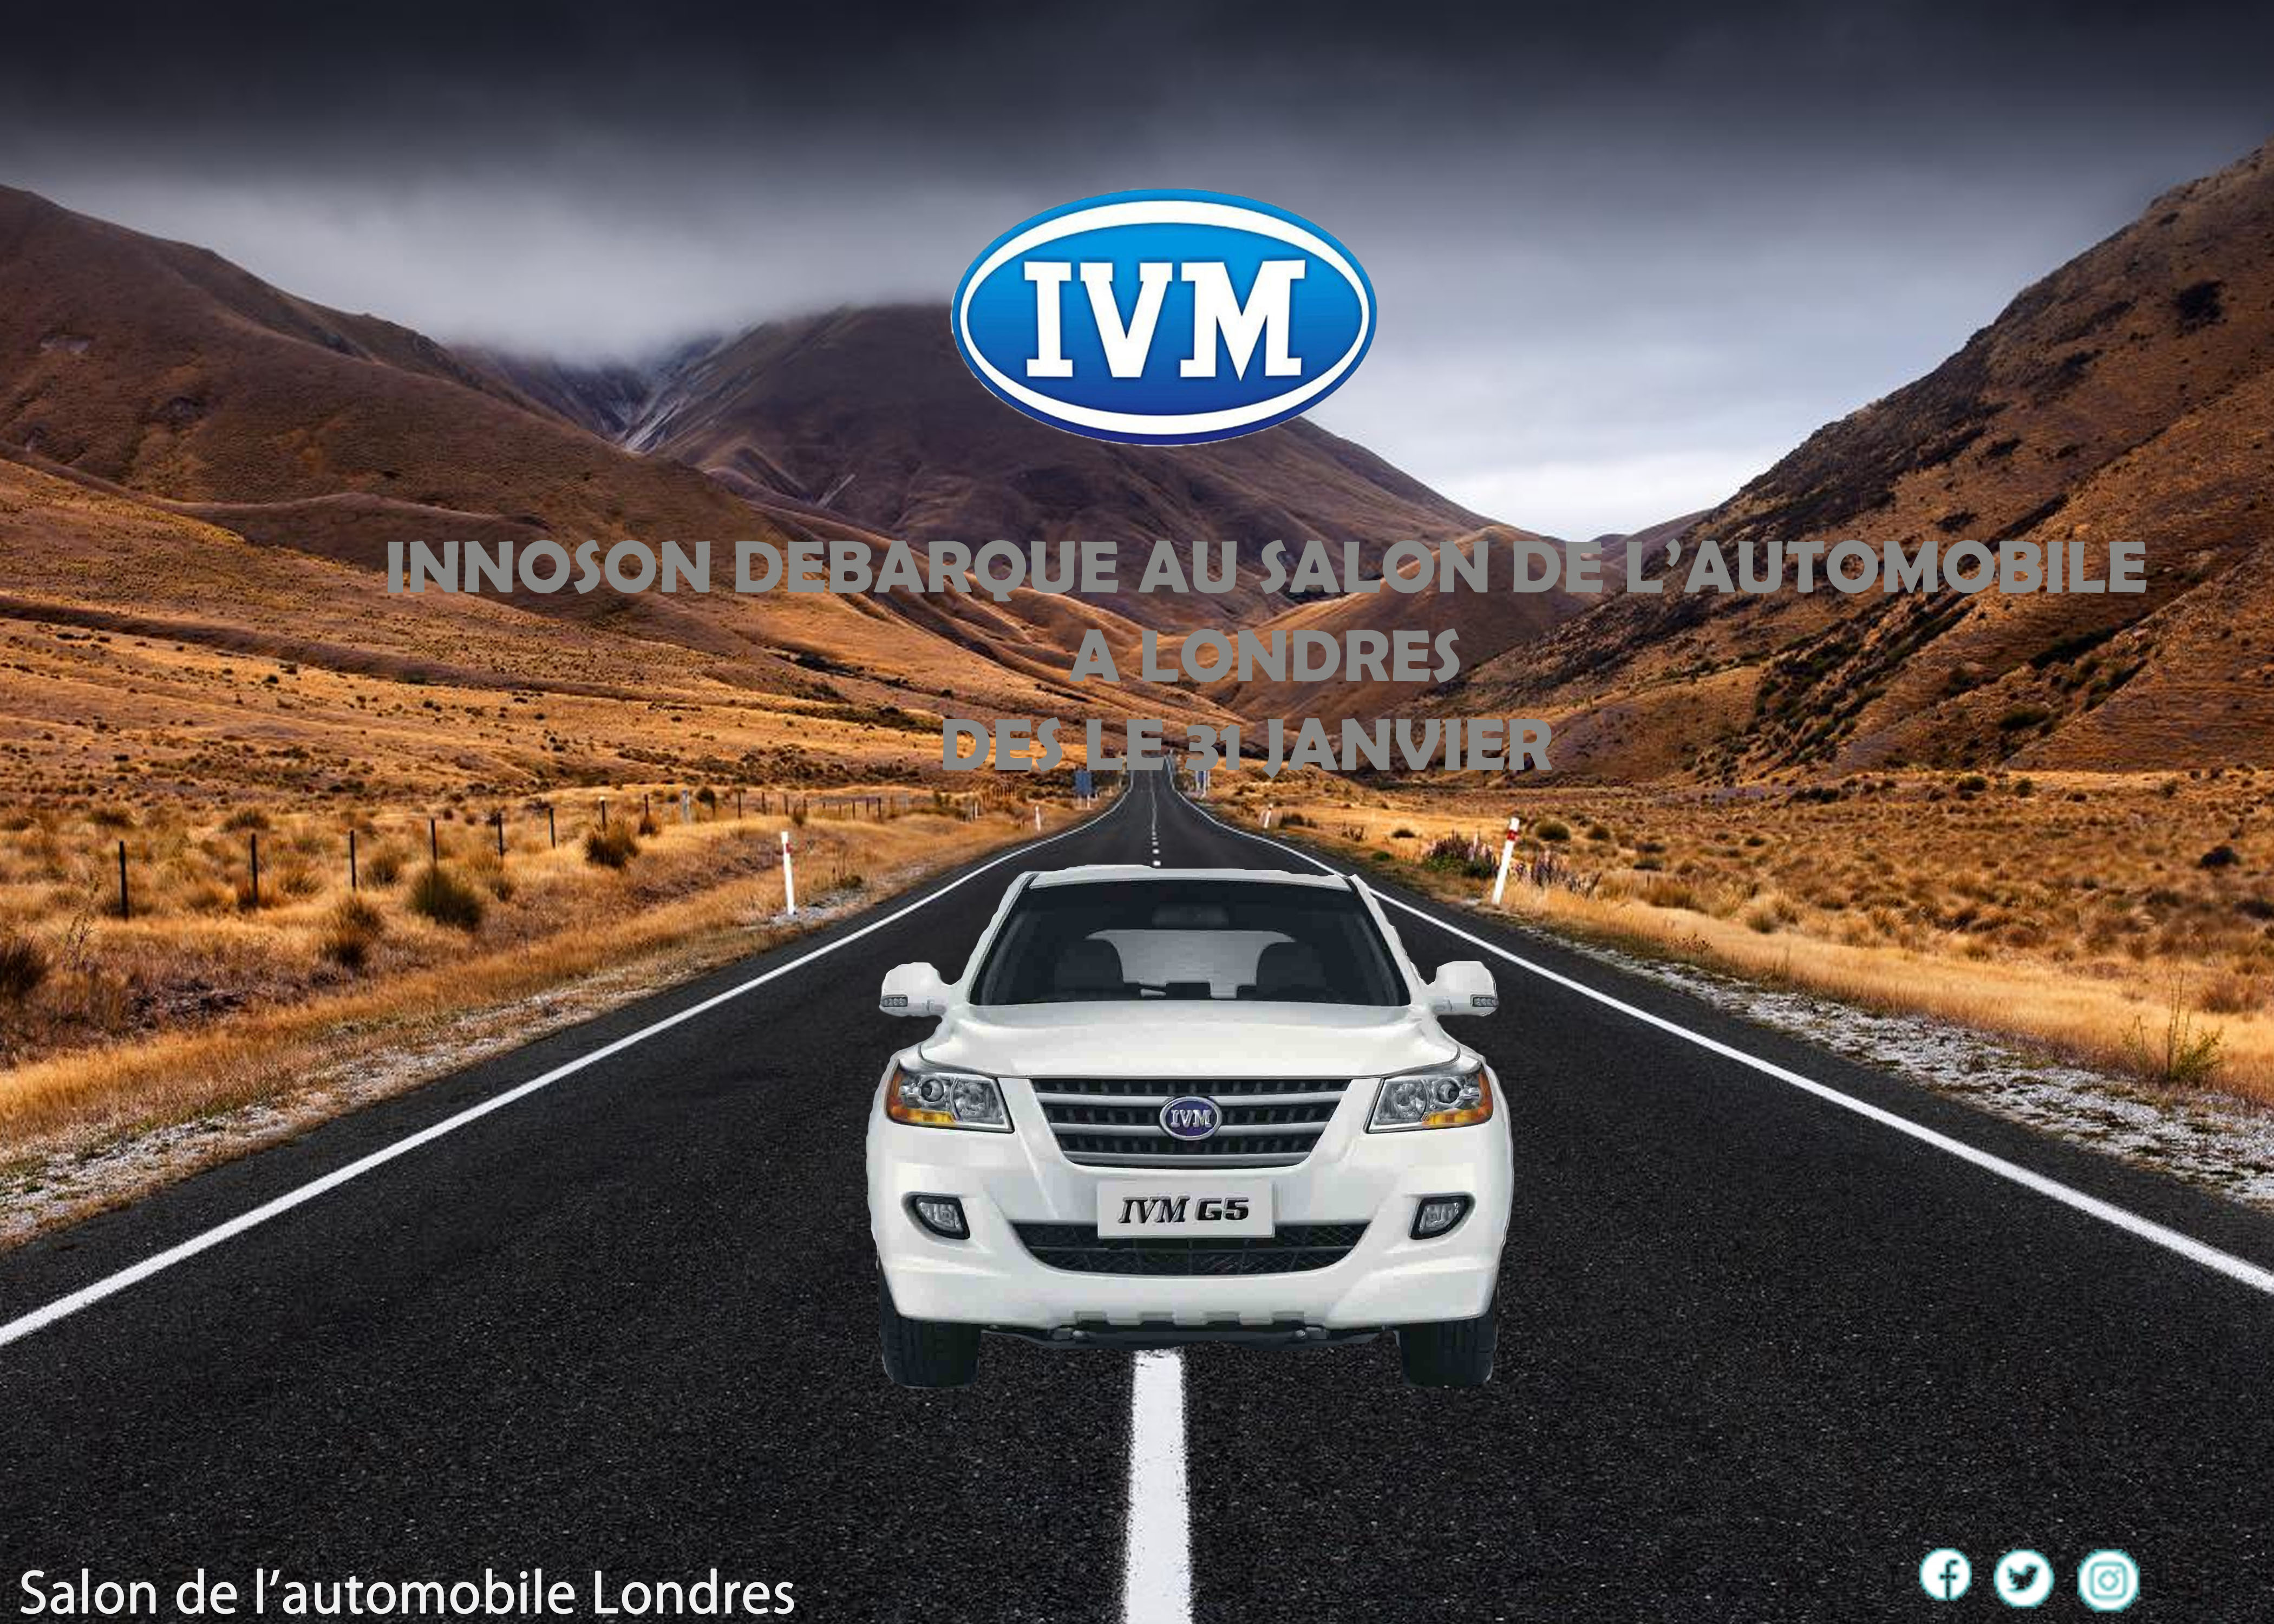 IVM
INNOSON DEBARQUE AU SALON DE L’AUTOMOBILE
A LONDRES
DES LE 31 JANVIER
IVM
IVM G5
Salon de l’automobile Londres